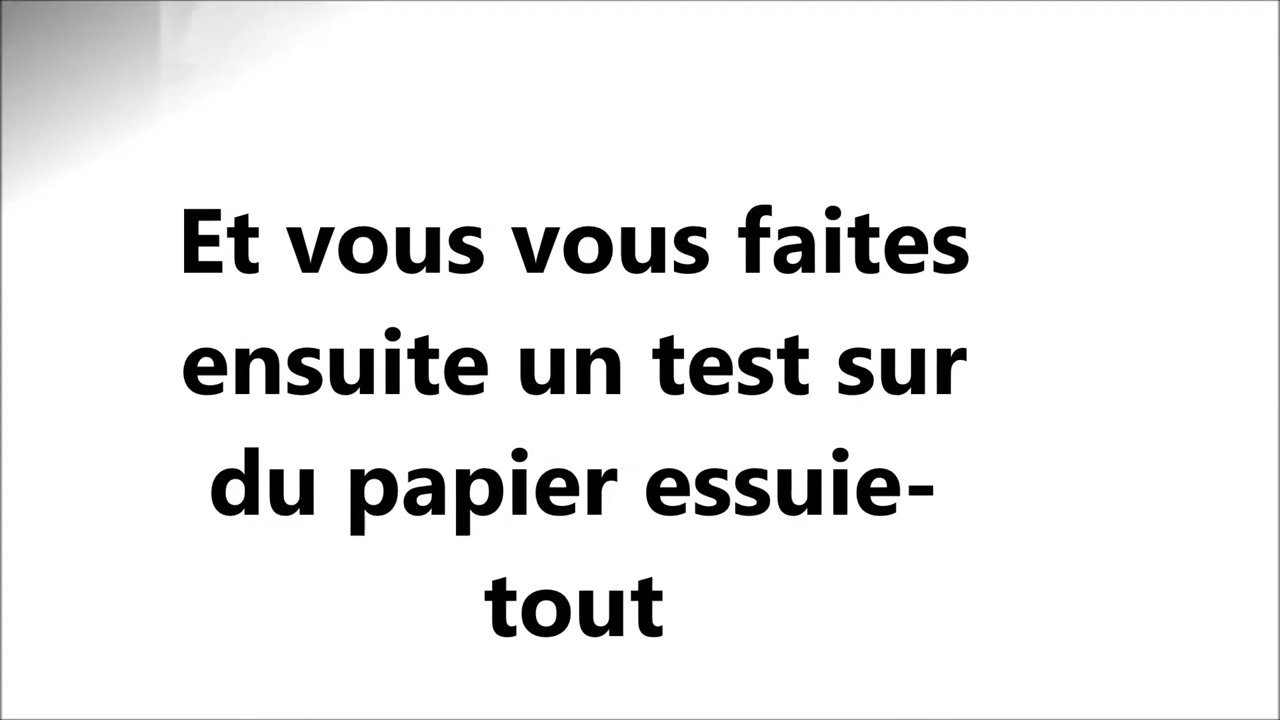 Et vous vous faites
ensuite un test sur
du papier essuie-
tout